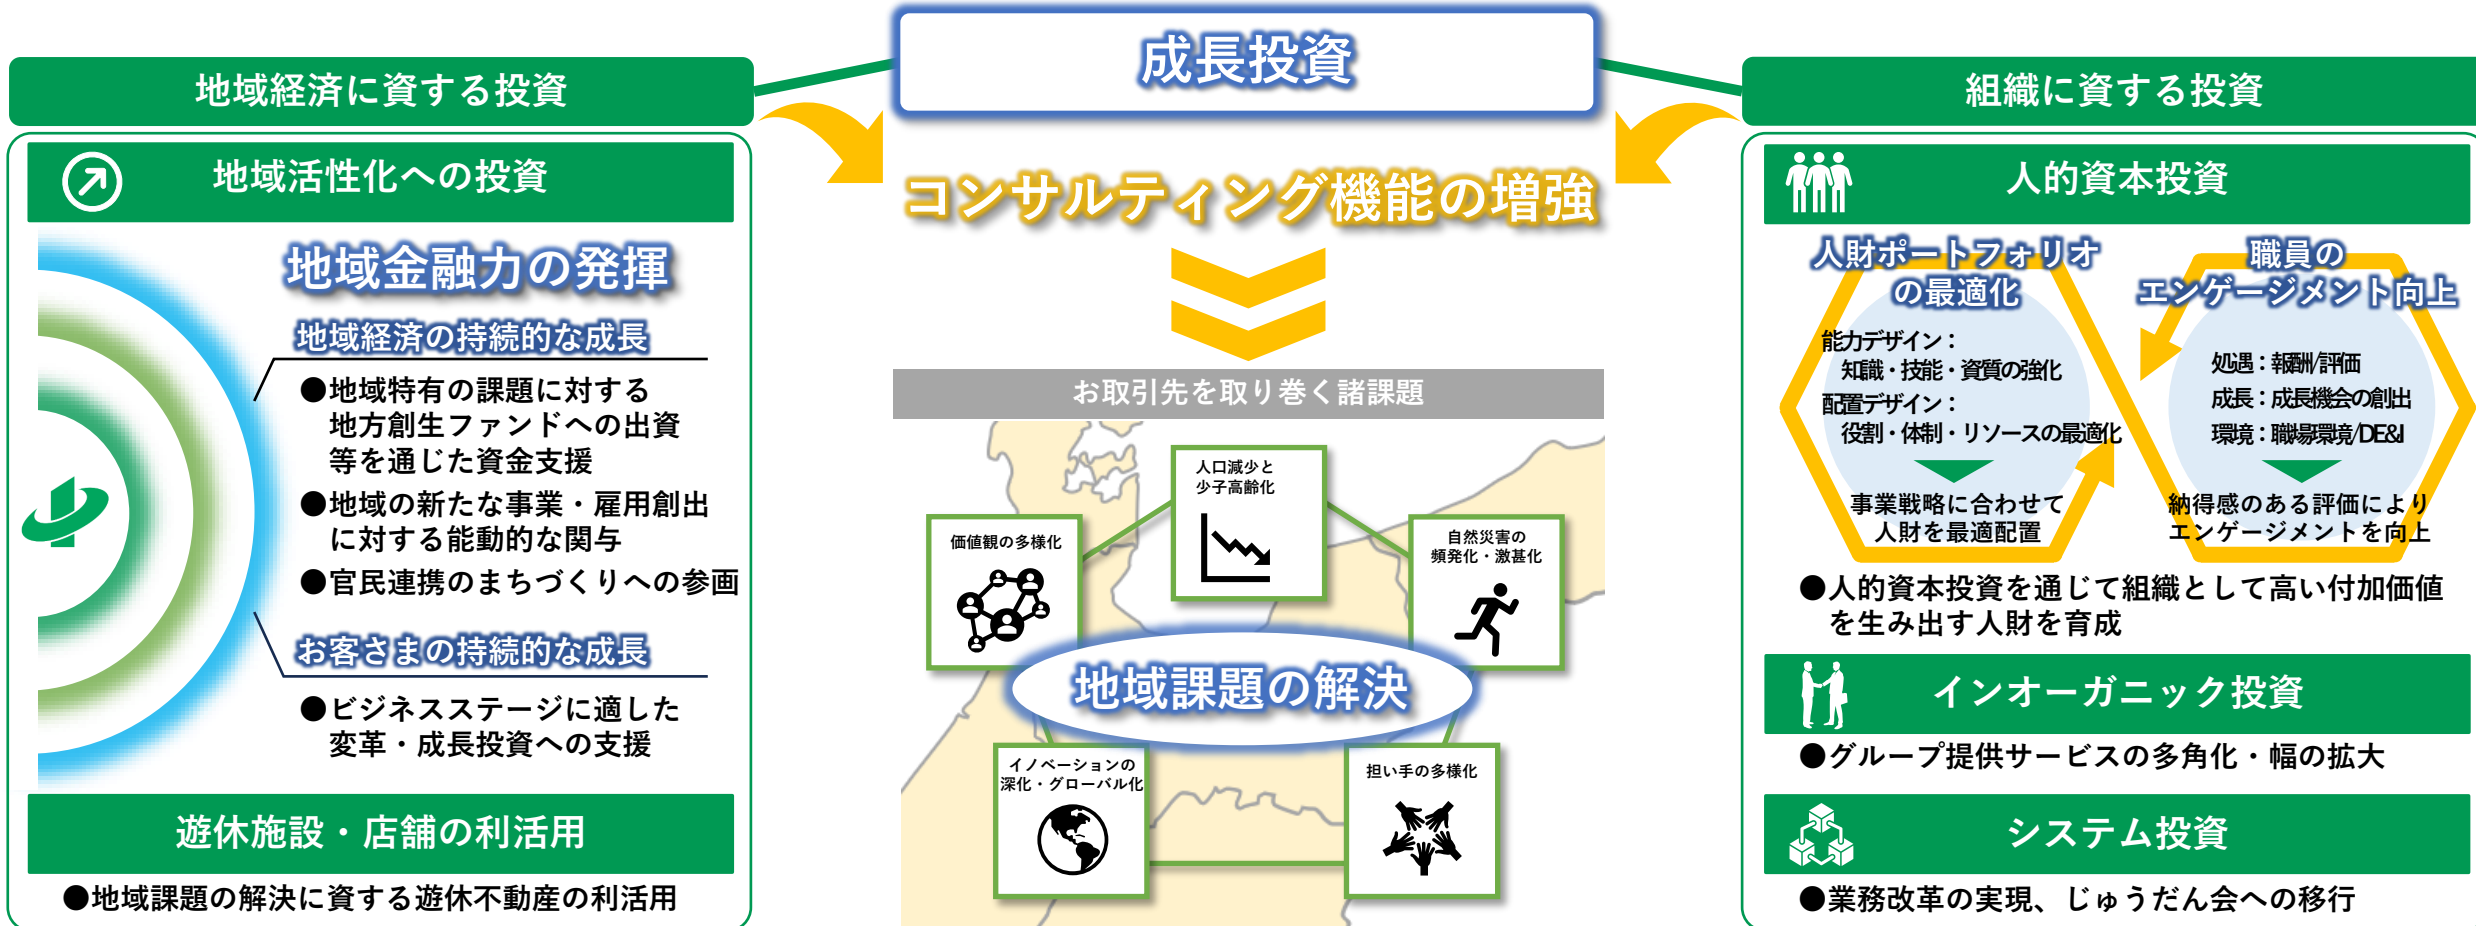 成長投資
地域経済に資する投資
地域活性化への投資
地域金融力の発揮
地域経済の持続的な成長
●地域特有の課題に対する
地方創生ファンドへの出資
等を通じた資金支援
●地域の新たな事業・雇用創出
に対する能動的な関与
●官民連携のまちづくりへの参画
お客さまの持続的な成長
●ビジネスステージに適した
変革・成長投資への支援
遊休施設・店舗の利活用
●地域課題の解決に資する遊休不動産の利活用
コンサルティング機能の増強
お取引先を取り巻く諸課題
人口減少と
少子高齢化
価値観の多様化
自然災害の
頻発化・激甚化
地域課題の解決
イノベーションの
深化・グローバル化
担い手の多様化
組織に資する投資
人的資本投資
人財ポートフォリオ
の最適化
能力デザイン：
知識・技能・資質の強化
配置デザイン：
役割・体制・リソースの最適化
事業戦略に合わせて
人財を最適配置
職員の
エンゲージメント向上
処遇：報酬/評価
成長：成長機会の創出
環境：職場環境/DE&I
納得感のある評価により
エンゲージメントを向上
●人的資本投資を通じて組織として高い付加価値
を生み出す人財を育成
インオーガニック投資
●グループ提供サービスの多角化・幅の拡大
システム投資
●業務改革の実現、じゅうだん会への移行